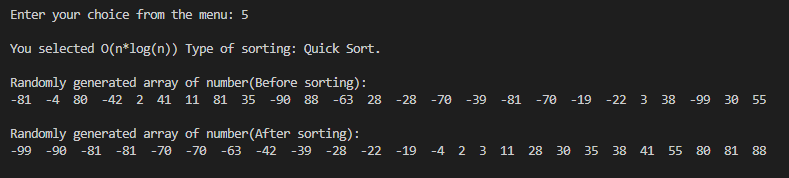 Enter your choice from the menu: 5
You selected O(n*log(n)) Type of sorting: Quick Sort.
Randomly generated array of number(Before sorting):
-81 -4 80 -42 2 41 11 81 35 -90 88 -63 28 -28 -70 -39 -81 -70 -19 -22 3 38 -99 30 55
Randomly generated array of number(After sorting):
-99 -90 -81 -81 -70 -70 -63 -42 -39 -28 -22 -19 -4 2 3 11 28 30 35 38 41 55 80 81 88